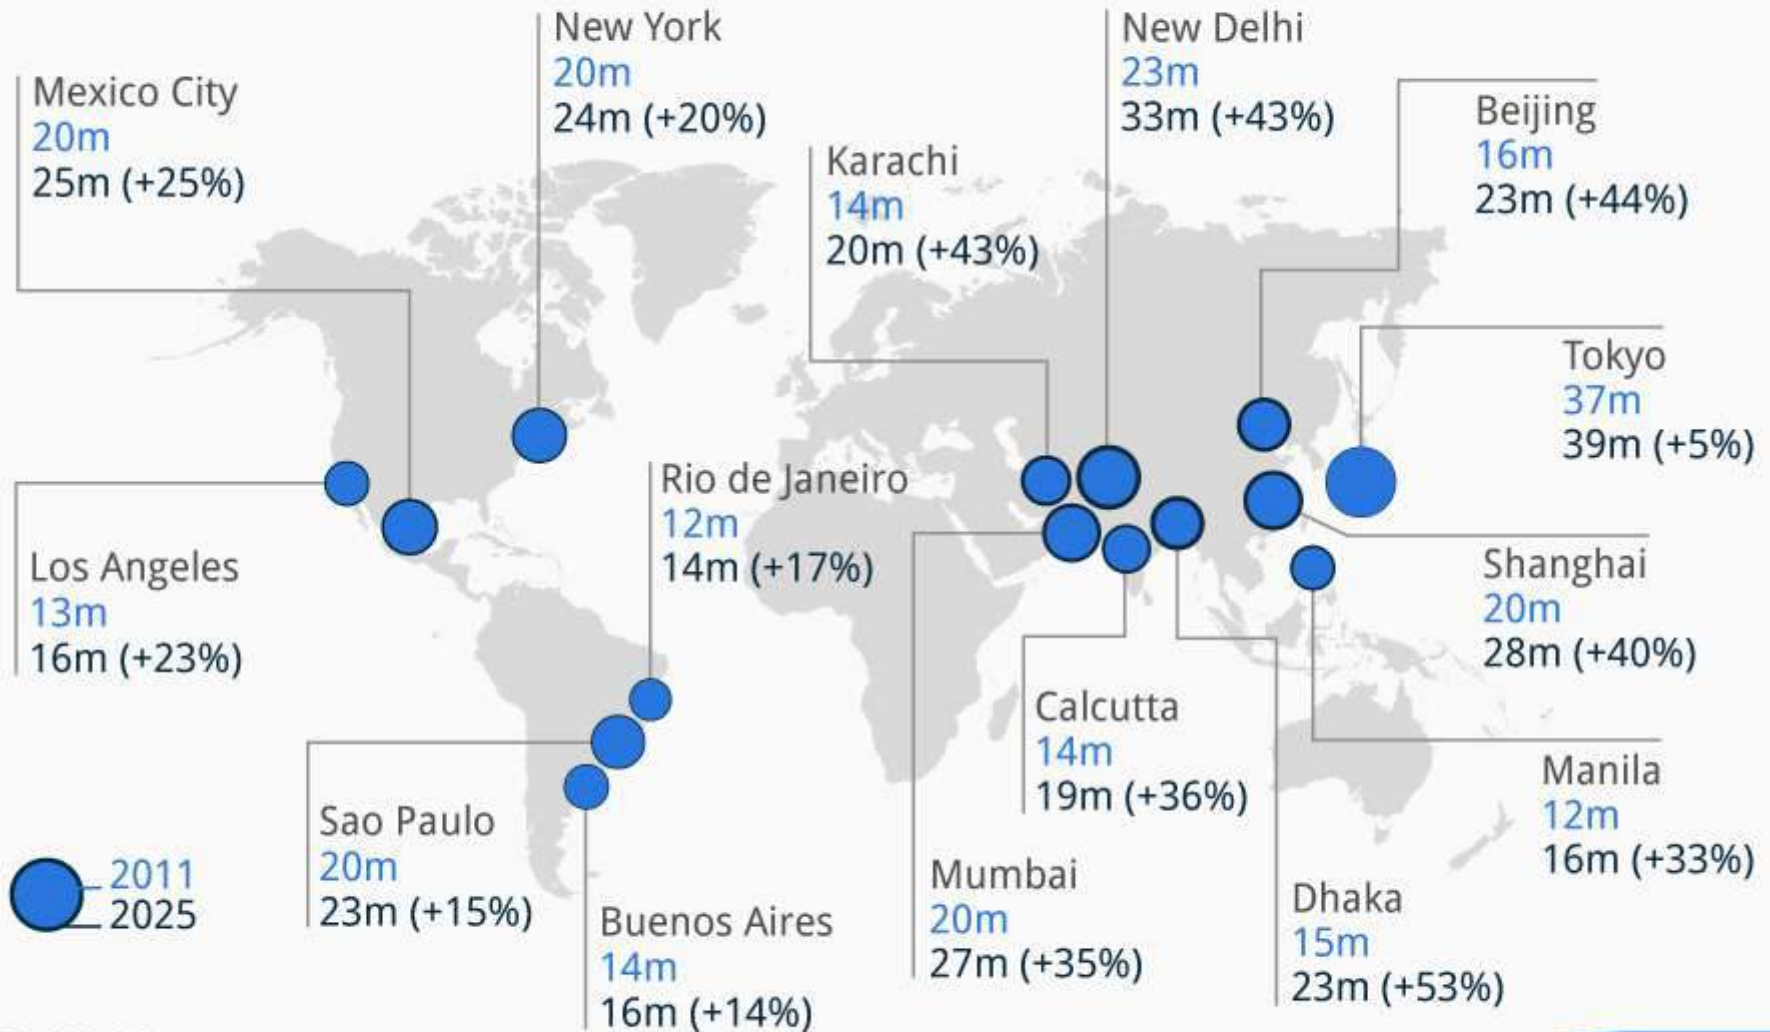 New York
20m
24m (+20%)
New Delhi
23m
33m (+43%)
Mexico City
20m
25m (+25%)
Beijing
16m
23m (+44%)
Karachi
14m
20m (+43%)
Tokyo
37m
39m (+5%)
Rio de Janeiro
12m
14m (+17%)
Los Angeles
13m
16m (+23%)
Shanghai
20m
28m (+40%)
Calcutta
14m
19m (+36%)
Manila
12m
16m (+33%)
Sao Paulo
20m
23m (+15%)
2011
2025
Mumbai
20m
27m (+35%)
Dhaka
15m
23m (+53%)
Buenos Aires
14m
16m (+14%)